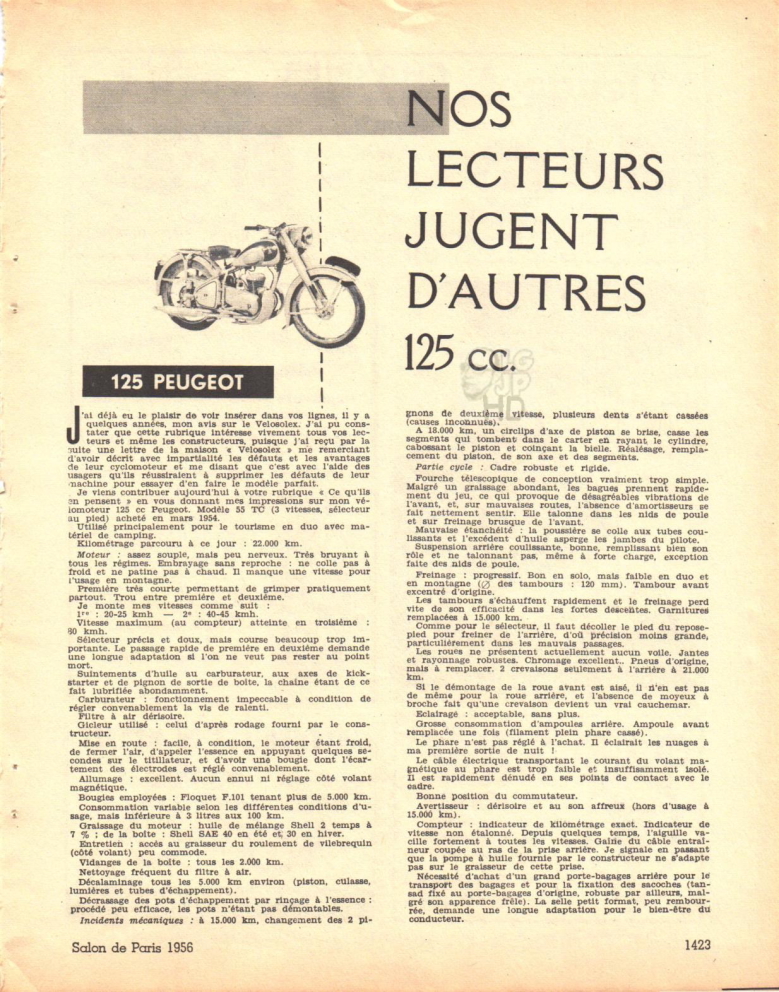 NOS
LECTEURS
JUGENT
D'AUTRES
125 cc.
125 PEUGEOT
J'ai déjà eu le plaisir de voir insérer dans vos lignes, il y a
quelques années, mon avis sur le Velosolex. J'ai pu cons-
tater que cette rubrique intéresse vivement tous vos lec-
teurs et même les constructeurs, puisque j'ai reçu par la
suite une lettre de la maison « Velosolex » me remerciant
d'avoir décrit avec impartialité les défauts et les avantages
de leur cyclomoteur et me disant que c'est avec l'aide des
usagers qu'ils réussiraient à supprimer les défauts de leur
machine pour essayer d'en faire le modèle parfait.
Je viens contribuer aujourd'hui à votre rubrique « Ce qu'ils
en pensent » en vous donnant mes impressions sur mon vé-
lomoteur 125 cc Peugeot. Modèle 55 TC (3 vitesses, sélecteur
au pied) acheté en mars 1954.
Utilisé principalement pour le tourisme en duo avec ma-
tériel de camping.
Kilométrage parcouru à ce jour : 22.000 km.
Moteur : assez souple, mais peu nerveux. Très bruyant à
tous les régimes. Embrayage sans reproche : ne colle pas à
froid et ne patine pas à chaud. Il manque une vitesse pour
l'usage en montagne.
Première très courte permettant de grimper pratiquement
partout. Trou entre première et deuxième.
Je monte mes vitesses comme suit :
1re : 20-25 kmh — 2e : 40-45 kmh.
Vitesse maximum (au compteur) atteinte en troisième :
80 kmh.
Sélecteur précis et doux, mais course beaucoup trop im-
portante. Le passage rapide de première en deuxième demande
une longue adaptation si l'on ne veut pas rester au point
mort.
Suintements d'huile au carburateur, aux axes de kick-
starter et de pignon de sortie de boîte, la chaîne étant de ce
fait lubrifiée abondamment.
Carburateur : fonctionnement impeccable à condition de
régler convenablement la vis de ralenti.
Filtre à air dérisoire.
Gicleur utilisé : celui d'après rodage fourni par le cons-
tructeur.
Mise en route : facile, à condition, le moteur étant froid,
de fermer l'air, d'appeler l'essence en appuyant quelques se-
condes sur le titillateur, et d'avoir une bougie dont l'écar-
tement des électrodes est réglé convenablement.
Allumage : excellent. Aucun ennui ni réglage côté volant
magnétique.
Bougies employées : Floquet F.101 tenant plus de 5.000 km.
Consommation variable selon les différentes conditions d'u-
sage, mais inférieure à 3 litres aux 100 km.
Graissage du moteur : huile de mélange Shell 2 temps à
7 % ; de la boîte : Shell SAE 40 en été et 30 en hiver.
Entretien : accès au graisseur du roulement de vilebrequin
(côté volant) peu commode.
Vidanges de la boîte : tous les 2.000 km.
Nettoyage fréquent du filtre à air.
Décalaminage tous les 5.000 km environ (piston, culasse,
lumières et tubes d'échappement).
Décrassage des pots d'échappement par rinçage à l'essence :
procédé peu efficace, les pots n'étant pas démontables.
Incidents mécaniques : à 15.000 km, changement des 2 pi-
gnons de deuxième vitesse, plusieurs dents s'étant cassées
(causes inconnues).
A 18.000 km, un circlips d'axe de piston se brise, casse les
segments qui tombent dans le carter en rayant le cylindre,
cabossant le piston et coinçant la bielle. Réalésage, rempla-
cement du piston, de son axe et des segments.
Partie cycle : Cadre robuste et rigide.
Fourche télescopique de conception vraiment trop simple.
Malgré un graissage abondant, les bagues prennent rapide-
ment du jeu, ce qui provoque de désagréables vibrations de
l'avant, et, sur mauvaises routes, l'absence d'amortisseurs se
fait nettement sentir. Elle talonne dans les nids de poule
et sur freinage brusque de l'avant.
Mauvaise étanchéité : la poussière se colle aux tubes cou-
lissants et l'excédent d'huile asperge les jambes du pilote.
Suspension arrière coulissante, bonne, remplissant bien son
rôle et ne talonnant pas, même à forte charge, exception
faite des nids de poule.
Freinage : progressif. Bon en solo, mais faible en duo et
en montagne (∅ des tambours : 120 mm). Tambour avant
excentré d'origine.
Les tambours s'échauffent rapidement et le freinage perd
vite de son efficacité dans les fortes descentes. Garnitures
remplacées à 15.000 km.
Comme pour le sélecteur, il faut décoller le pied du repose-
pied pour freiner de l'arrière, d'où précision moins grande,
particulièrement dans les mauvais passages.
Les roues ne présentent actuellement aucun voile. Jantes
et rayonnage robustes. Chromage excellent.. Pneus d'origine,
mais à remplacer. 2 crevaisons seulement à l'arrière à 21.000
km.
Si le démontage de la roue avant est aisé, il n'en est pas
de même pour la roue arrière, et l'absence de moyeux à
broche fait qu'une crevaison devient un vrai cauchemar.
Eclairage : acceptable, sans plus.
Grosse consommation d'ampoules arrière. Ampoule avant
remplacée une fois (filament plein phare cassé).
Le phare n'est pas réglé à l'achat. Il éclairait les nuages à
ma première sortie de nuit !
Le câble électrique transportant le courant du volant ma-
gnétique au phare est trop faible et insuffisamment isolé.
Il est rapidement dénudé en ses points de contact avec le
cadre.
Bonne position du commutateur.
Avertisseur : dérisoire et au son affreux (hors d'usage à
15.000 km).
Compteur : indicateur de kilométrage exact. Indicateur de
vitesse non étalonné. Depuis quelques temps, l'aiguille va-
cille fortement à toutes les vitesses. Gaine du câble entraî-
neur coupée au ras de la prise arrière. Je signale en passant
que la pompe à huile fournie par le constructeur ne s'adapte
pas sur le graisseur de cette prise.
Nécessité d'achat d'un grand porte-bagages arrière pour le
transport des bagages et pour la fixation des sacoches (tan-
sad fixé au porte-bagages d'origine, robuste par ailleurs, mal-
gré son apparence frêle). La selle petit format, peu rembour-
rée, demande une longue adaptation pour le bien-être du
conducteur.
Salon de Paris 1956
1423